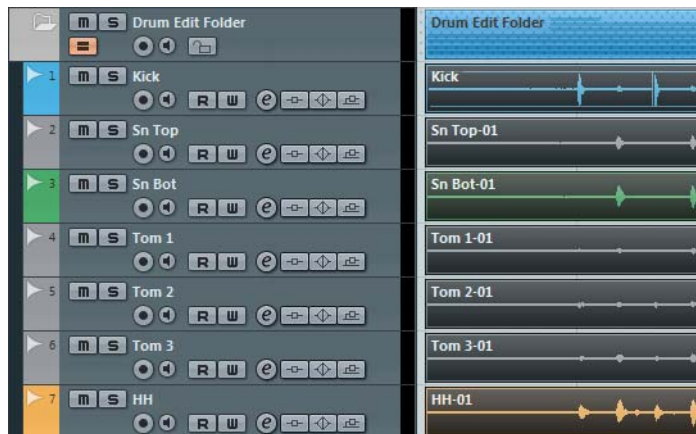 m S Drum Edit Folder
Drum Edit Folder
1 m S Kick
R W e
Kick
2 m S Sn Top
R W e
Sn Top-01
3 m S Sn Bot
R W e
Sn Bot-01
4 m S Tom 1
R W e
Tom 1-01
5 m S Tom 2
R W e
Tom 2-01
6 m S Tom 3
R W e
Tom 3-01
7 m S HH
R W e
HH-01